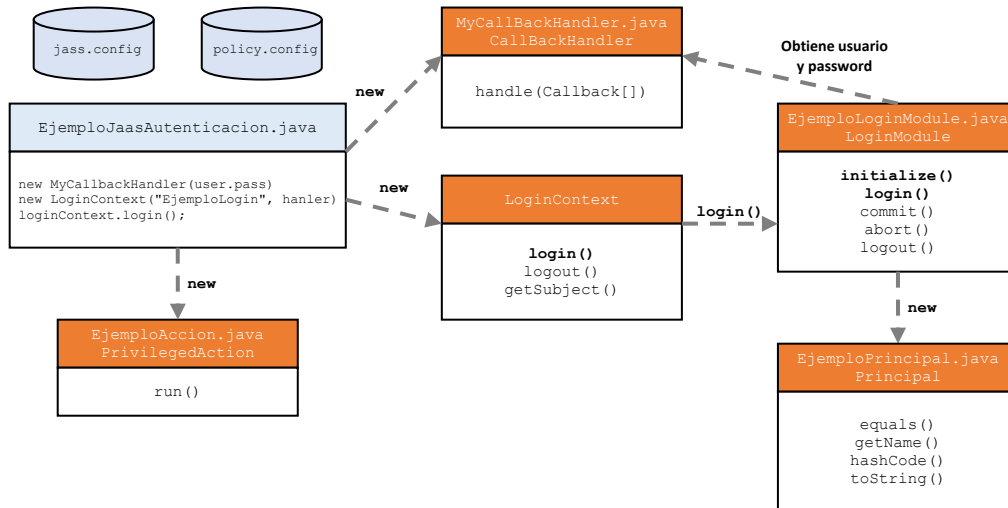 jass.config
policy.config
MyCallBackHandler.java
CallBackHandler
handle(Callback[])
Obtiene usuario
y password
new
EjemploJaasAutenticacion.java
new MyCallbackHandler(user.pass)
new LoginContext("EjemploLogin", hanler)
loginContext.login();
new
LoginContext
login()
logout()
getSubject()
login()
EjemploLoginModule.java
LoginModule
initialize()
login()
commit()
abort()
logout()
new
EjemploAccion.java
PrivilegedAction
run()
new
EjemploPrincipal.java
Principal
equals()
getName()
hashCode()
toString()